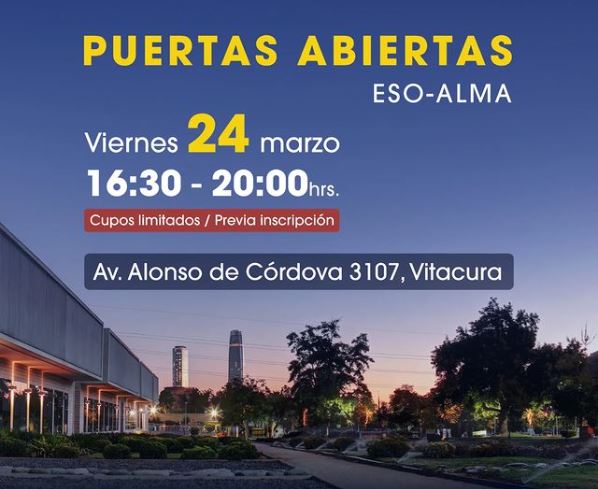 PUERTAS ABIERTAS
ESO-ALMA
Viernes 24 marzo
16:30 - 20:00hrs.
Cupos limitados / Previa inscripción
Av. Alonso de Córdova 3107, Vitacura